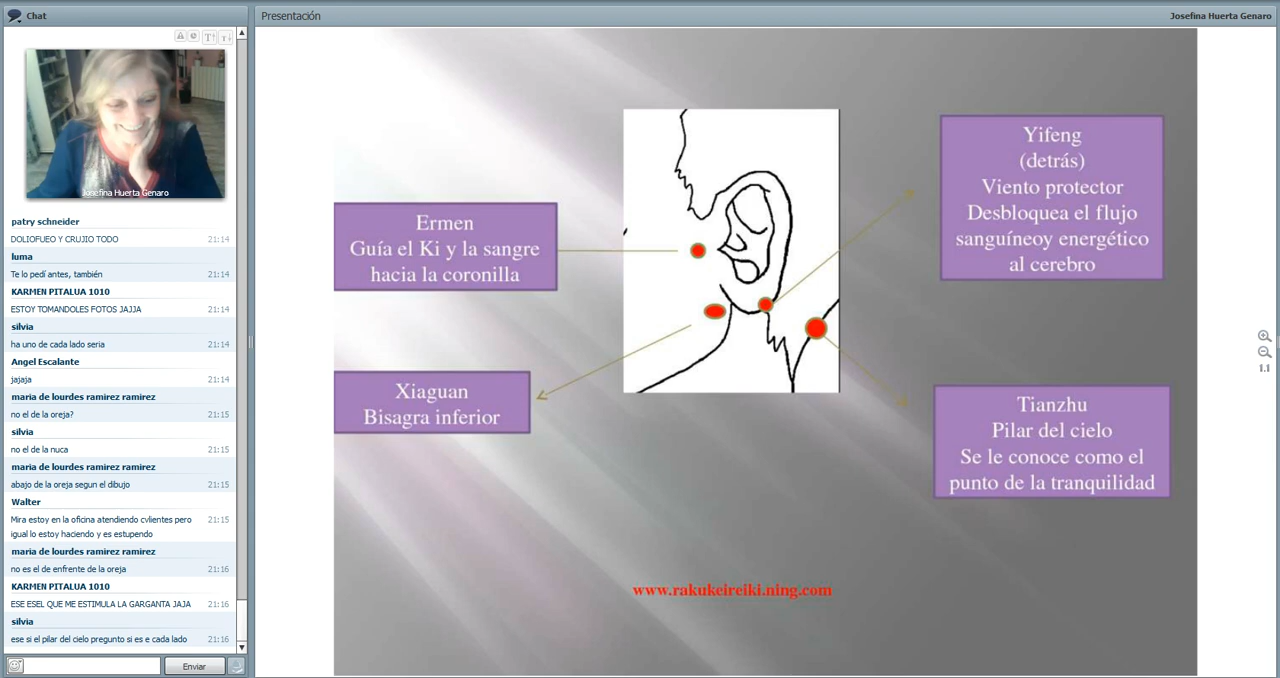 Chat
Josefina Huerta Genaro
patry schneider
DOLIOFUEO Y CRUJIO TODO 21:14
luma
Te lo pedí antes, también 21:14
KARMEN PITALUA 1010
ESTOY TOMANDOLES FOTOS JAJJA 21:14
silvia
ha uno de cada lado seria 21:14
Angel Escalante
jajaja 21:14
maria de lourdes ramirez ramirez
no el de la oreja? 21:15
silvia
no el de la nuca 21:15
maria de lourdes ramirez ramirez
abajo de la oreja segun el dibujo 21:15
Walter
Mira estoy en la oficina atendiendo cvlientes pero 21:15
igual lo estoy haciendo y es estupendo
maria de lourdes ramirez ramirez
no es el de enfrente de la oreja 21:16
KARMEN PITALUA 1010
ESE ESEL QUE ME ESTIMULA LA GARGANTA JAJA 21:16
silvia
ese si el pilar del cielo pregunto si es e cada lado 21:16
Enviar
Presentación
Josefina Huerta Genaro
Ermen
Guía el Ki y la sangre
hacia la coronilla
Xiaguan
Bisagra inferior
Yifeng
(detrás)
Viento protector
Desbloquea el flujo
sanguíneoy energético
al cerebro
Tianzhu
Pilar del cielo
Se le conoce como el
punto de la tranquilidad
www.rakukeireiki.ning.com
1.1